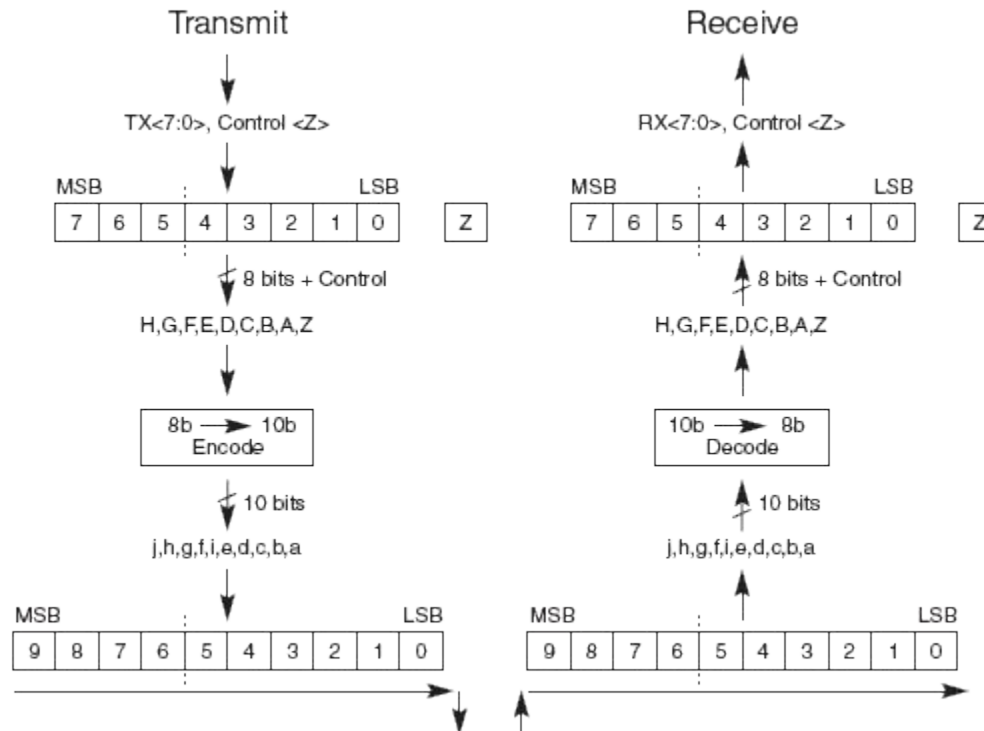 Transmit Receive
TX<7:0>, Control <Z> RX<7:0>, Control <Z>
MSB LSB MSB LSB
7 6 5 4 3 2 1 0 Z 7 6 5 4 3 2 1 0 Z
8 bits + Control 8 bits + Control
H,G,F,E,D,C,B,A,Z H,G,F,E,D,C,B,A,Z
8b 10b 10b 8b
Encode Decode
10 bits 10 bits
j,h,g,f,i,e,d,c,b,a j,h,g,f,i,e,d,c,b,a
MSB LSB MSB LSB
9 8 7 6 5 4 3 2 1 0 9 8 7 6 5 4 3 2 1 0